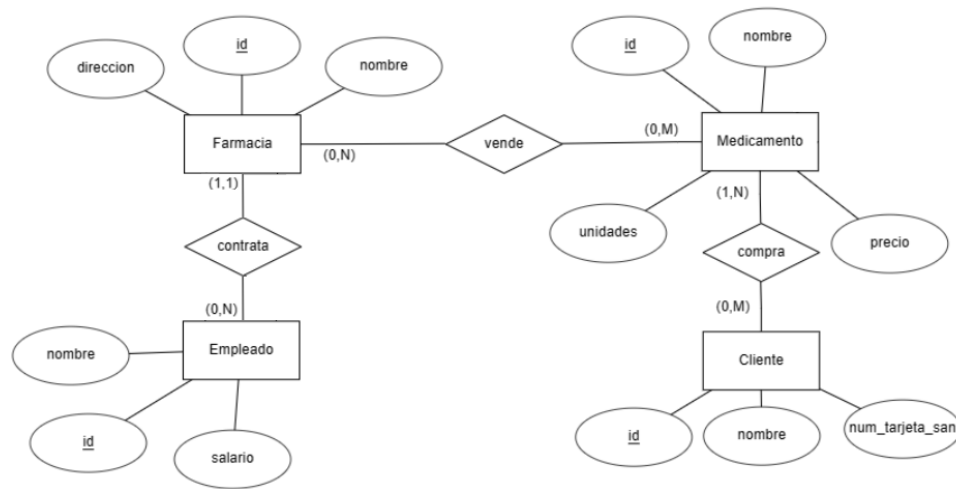 id
nombre
direccion
nombre
id
Farmacia
(0,N)
vende
(0,M)
Medicamento
(1,1)
(1,N)
unidades
precio
contrata
compra
(0,N)
(0,M)
nombre
Empleado
Cliente
id
salario
id
nombre
num_tarjeta_san